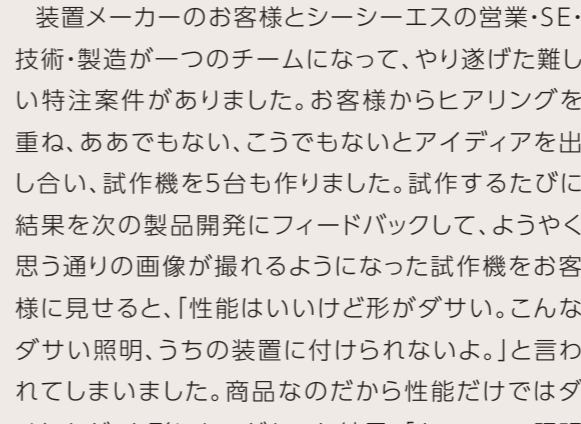 装置メーカーのお客様とシーシーエスの営業・SE・
技術・製造が一つのチームになって、やり遂げた難し
い特注案件がありました。お客様からヒアリングを
重ね、ああでもない、こうでもないとアイディアを出
し合い、試作機を5台も作りました。試作するたびに
結果を次の製品開発にフィードバックして、ようやく
思う通りの画像が撮れるようになった試作機をお客
様に見せると、「性能はいいけど形がダサい。こんな
ダサい照明、うちの装置に付けられないよ。」と言わ
れてしまいました。商品なのだから性能だけではダ